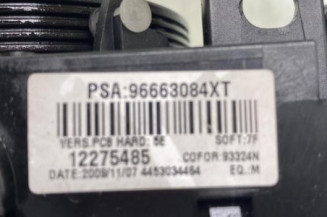 PSA:96663084XT
VERS.PCB HARD: 5E SOFT:7F
12275485 COFOR:93324N
DATE:2009/11/07 4453034464 EQ.:M